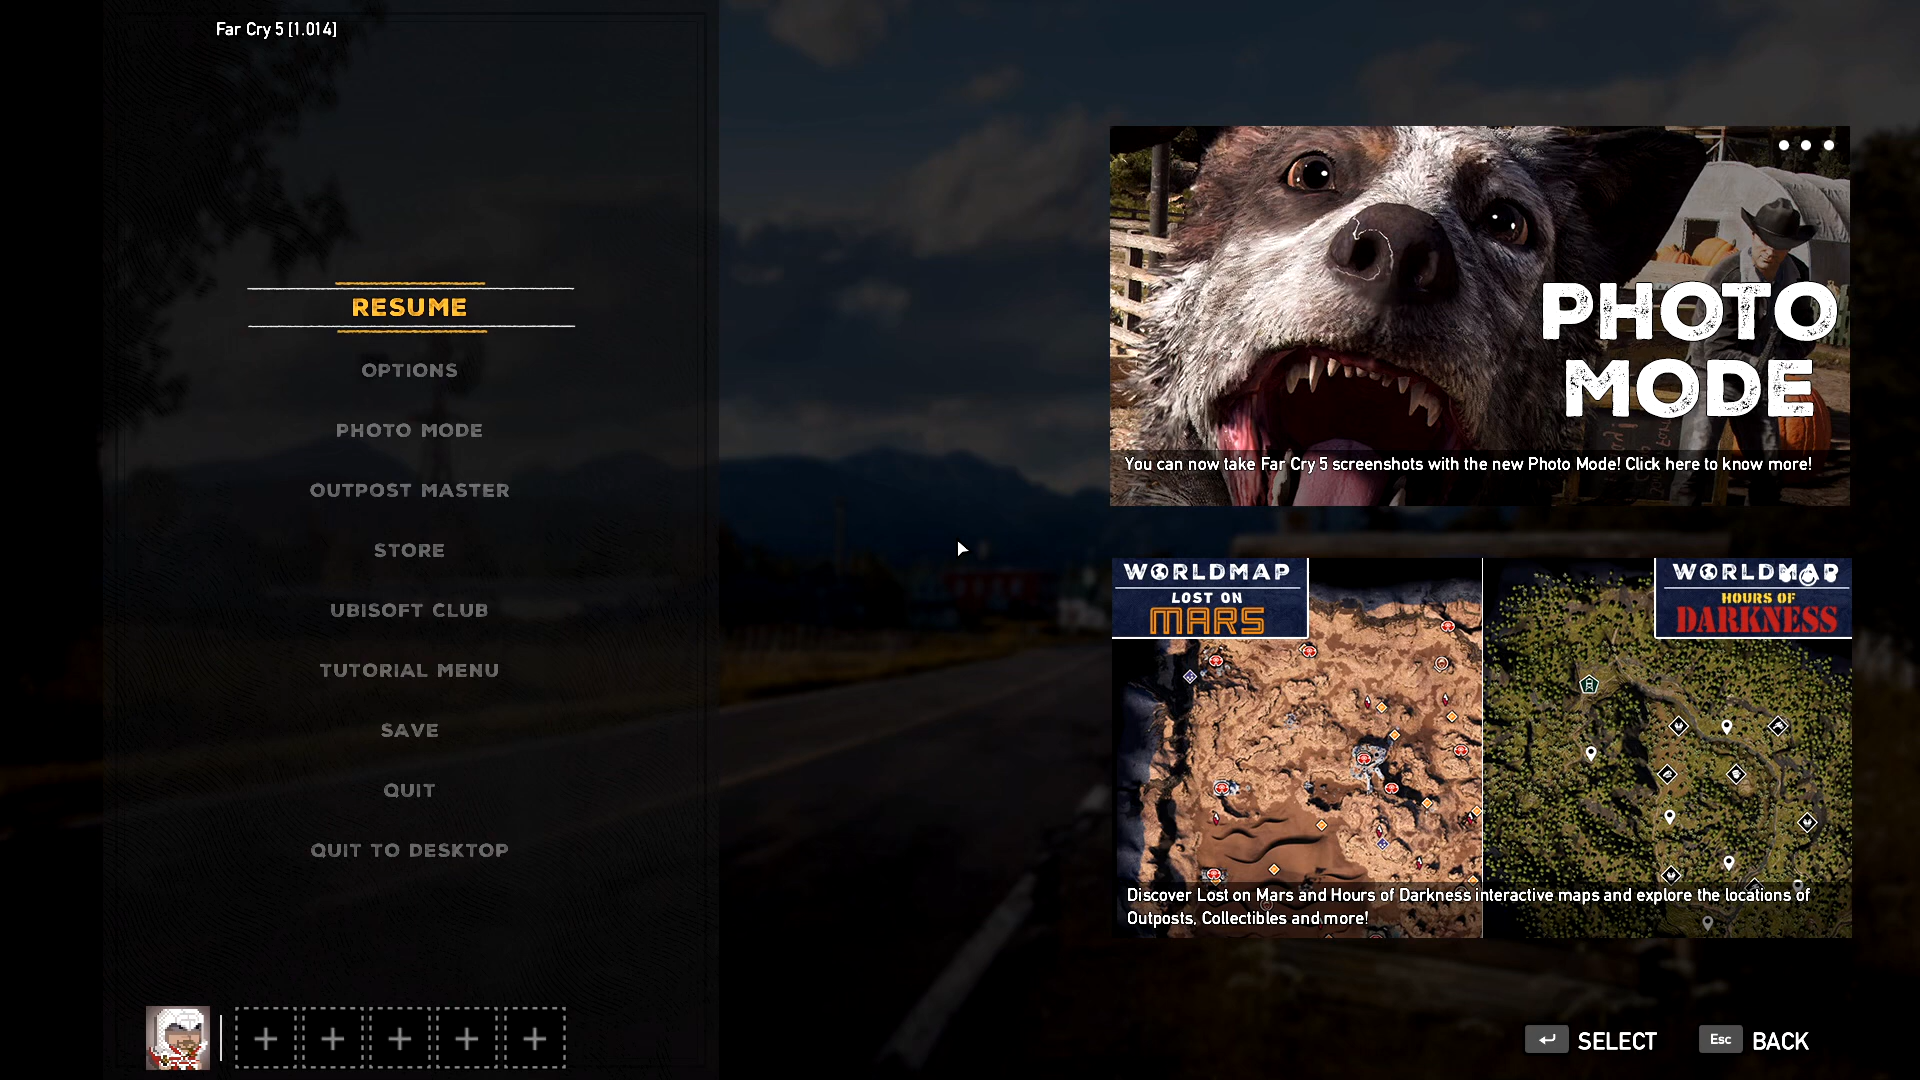 Far Cry 5 [1.014]
RESUME
OPTIONS
PHOTO MODE
OUTPOST MASTER
STORE
UBISOFT CLUB
TUTORIAL MENU
SAVE
QUIT
QUIT TO DESKTOP
PHOTO
MODE
You can now take Far Cry 5 screenshots with the new Photo Mode! Click here to know more!
WORLDMAP
LOST ON
MARS
WORLDMAP
HOURS OF
DARKNESS
Discover Lost on Mars and Hours of Darkness interactive maps and explore the locations of
Outposts, Collectibles and more!
SELECT
Esc BACK